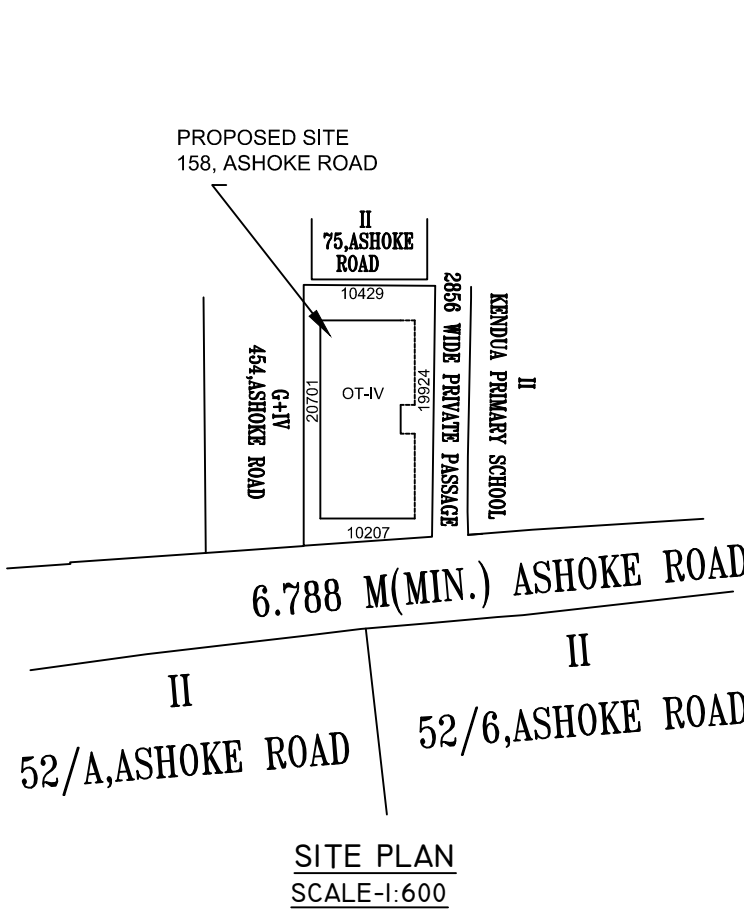 PROPOSED SITE
158, ASHOKE ROAD
II
75,ASHOKE
ROAD
10429
G+IV
454,ASHOKE ROAD
20701
OT-IV
19924
2856 WIDE PRIVATE PASSAGE
II
KENDUA PRIMARY SCHOOL
10207
6.788 M(MIN.) ASHOKE ROAD
II
52/A,ASHOKE ROAD
II
52/6,ASHOKE ROAD
SITE PLAN
SCALE-1:600